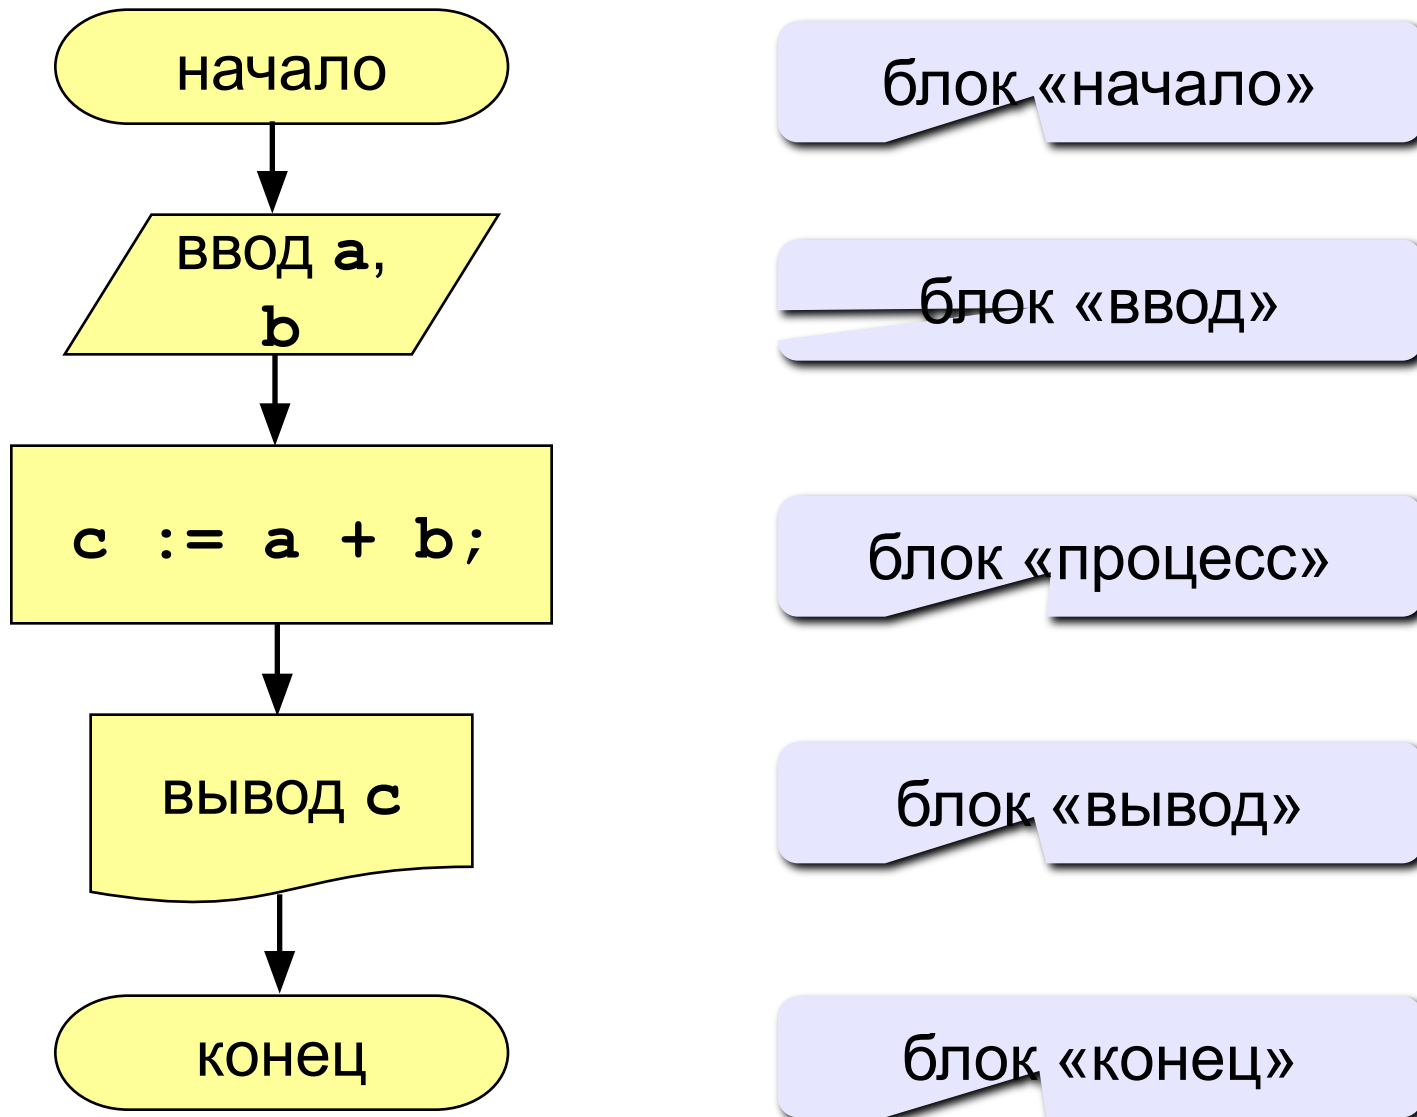 начало
блок «начало»
ввод a,
b
блок «ввод»
c := a + b;
блок «процесс»
вывод c
блок «вывод»
конец
блок «конец»